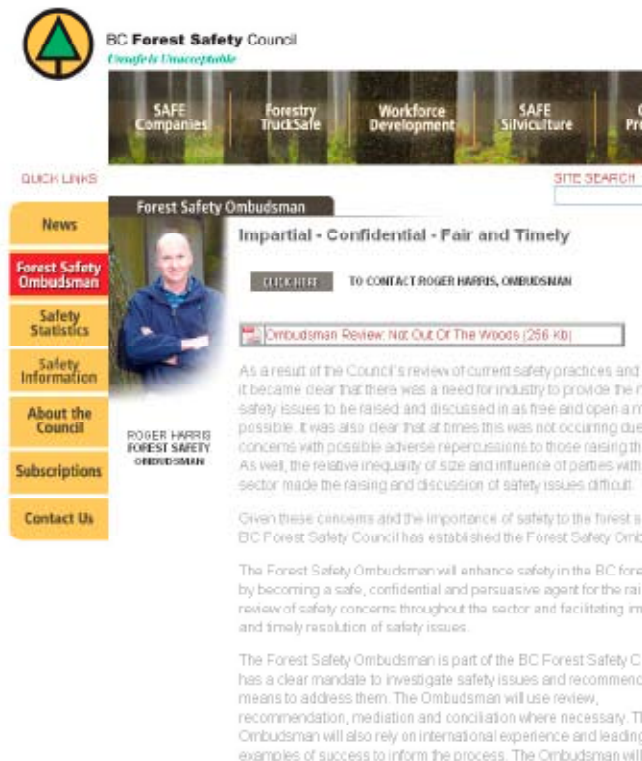 BC Forest Safety Council
Unsafe is Unacceptable
SAFE Companies
Forestry TruckSafe
Workforce Development
SAFE Silviculture
QUICK LINKS
SITE SEARCH
News
Forest Safety Ombudsman
Safety Statistics
Safety Information
About the Council
Subscriptions
Contact Us
Forest Safety Ombudsman
Impartial - Confidential - Fair and Timely
CLICK HERE TO CONTACT ROGER HARRIS, OMBUDSMAN
Ombudsman Review: Not Out Of The Woods (256 Kb)
ROGER HARRIS
FOREST SAFETY
OMBUDSMAN
As a result of the Council's review of current safety practices and
it became clear that there was a need for industry to provide the
safety issues to be raised and discussed in as free and open a
possible. It was also clear that at times this was not occurring due
concerns with possible adverse repercussions to those raising
As well, the relative inequality of size and influence of parties
sector made the raising and discussion of safety issues difficult.
Given these concerns and the importance of safety to the forest
BC Forest Safety Council has established the Forest Safety
The Forest Safety Ombudsman will enhance safety in the BC
by becoming a safe, confidential and persuasive agent for the
review of safety concerns throughout the sector and facilitating
and timely resolution of safety issues.
The Forest Safety Ombudsman is part of the BC Forest Safety
has a clear mandate to investigate safety issues and
means to address them. The Ombudsman will use review,
recommendation, mediation and conciliation where necessary.
Ombudsman will also rely on international experience and leading
examples of success to inform the process. The Ombudsman will